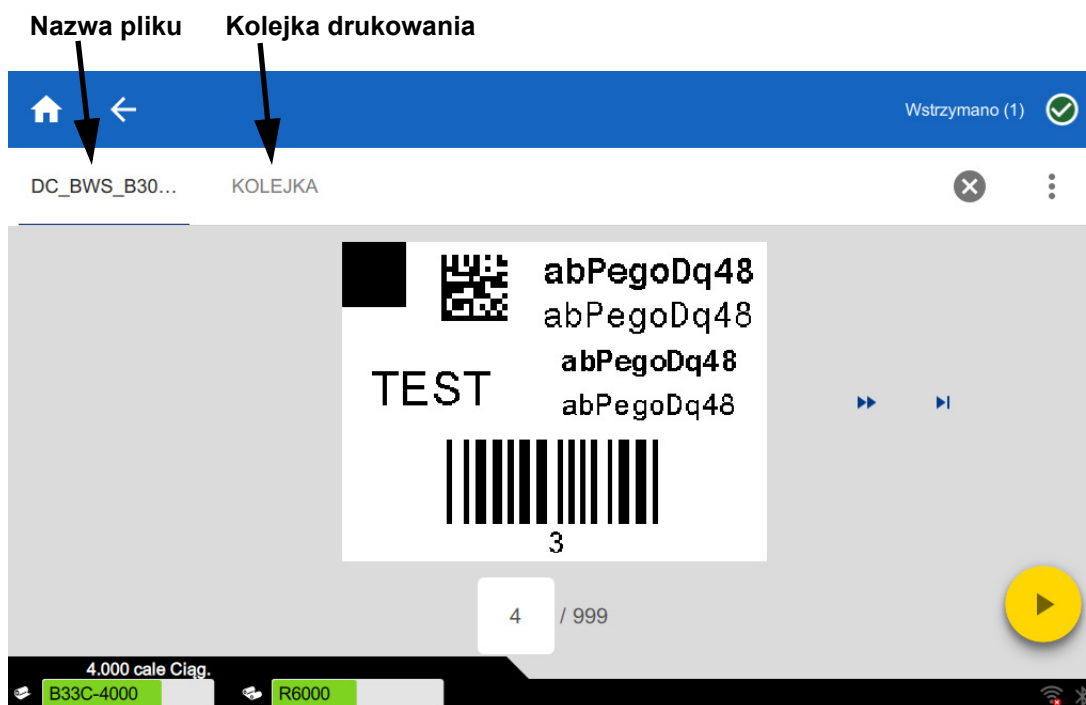 Nazwa pliku Kolejka drukowania
Wstrzymano (1)
DC_BWS_B30... KOLEJKA
abPegoDq48
abPegoDq48
abPegoDq48
abPegoDq48
TEST
3
4 / 999
4.000 cale Ciąg.
B33C-4000 R6000